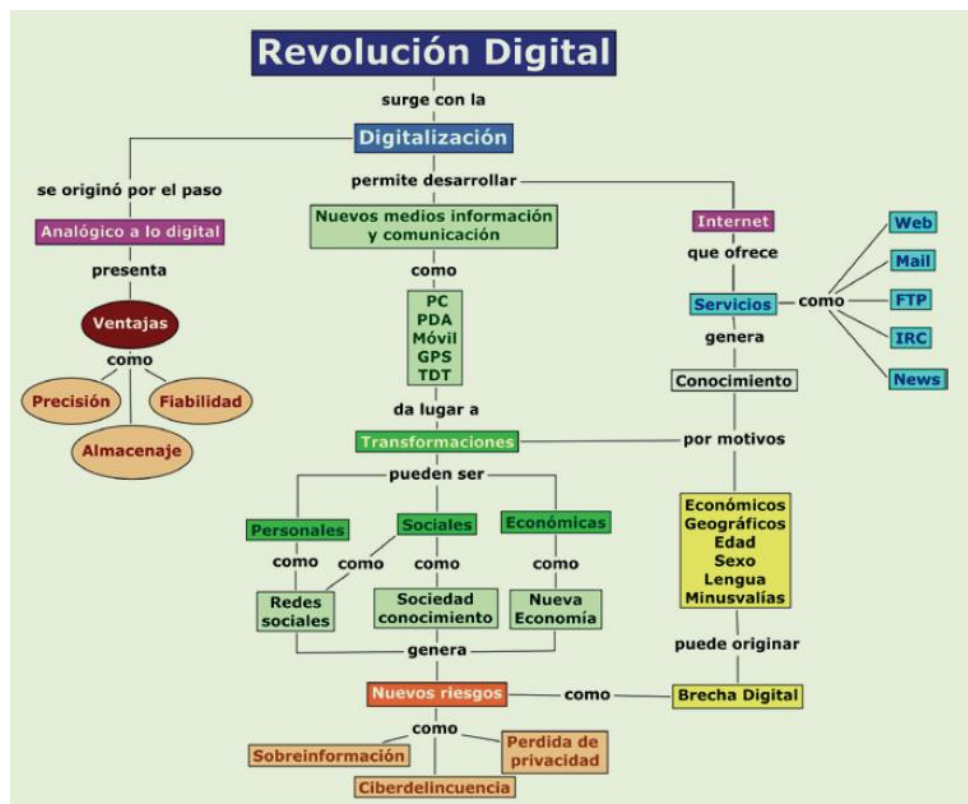 Revolución Digital
surge con la
Digitalización
se originó por el paso
Analógico a lo digital
presenta
Ventajas
como
Precisión
Fiabilidad
Almacenaje
permite desarrollar
Nuevos medios información
y comunicación
como
PC
PDA
Móvil
GPS
TDT
da lugar a
Transformaciones
pueden ser
Personales
Sociales
Económicas
como
como
como
como
Redes
sociales
Sociedad
conocimiento
Nueva
Economía
genera
Nuevos riesgos
como
Sobreinformación
Ciberdelincuencia
Perdida de
privacidad
Internet
que ofrece
Servicios
como
Web
Mail
FTP
IRC
News
genera
Conocimiento
por motivos
Económicos
Geográficos
Edad
Sexo
Lengua
Minusvalías
puede originar
Brecha Digital
como